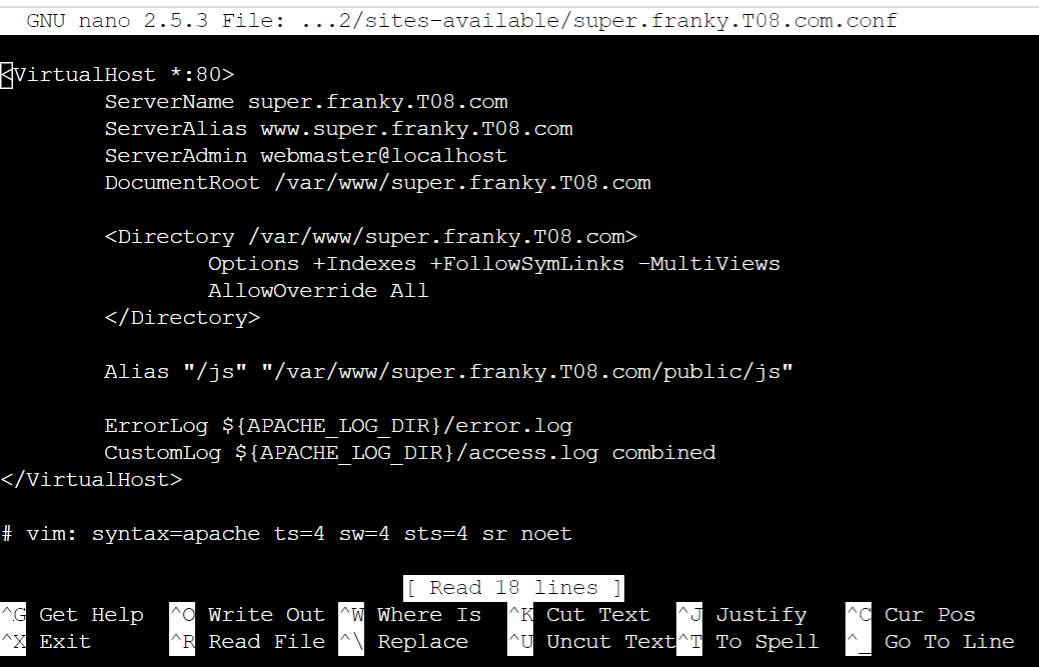 GNU nano 2.5.3 File: ...2/sites-available/super.franky.T08.com.conf
<VirtualHost *:80>
ServerName super.franky.T08.com
ServerAlias www.super.franky.T08.com
ServerAdmin webmaster@localhost
DocumentRoot /var/www/super.franky.T08.com
<Directory /var/www/super.franky.T08.com>
Options +Indexes +FollowSymLinks -MultiViews
AllowOverride All
</Directory>
Alias "/js" "/var/www/super.franky.T08.com/public/js"
ErrorLog ${APACHE_LOG_DIR}/error.log
CustomLog ${APACHE_LOG_DIR}/access.log combined
</VirtualHost>
# vim: syntax=apache ts=4 sw=4 sts=4 sr noet
[ Read 18 lines ]
^G Get Help ^O Write Out ^W Where Is ^K Cut Text ^J Justify ^C Cur Pos
^X Exit ^R Read File ^\ Replace ^U Uncut Text ^T To Spell ^_ Go To Line